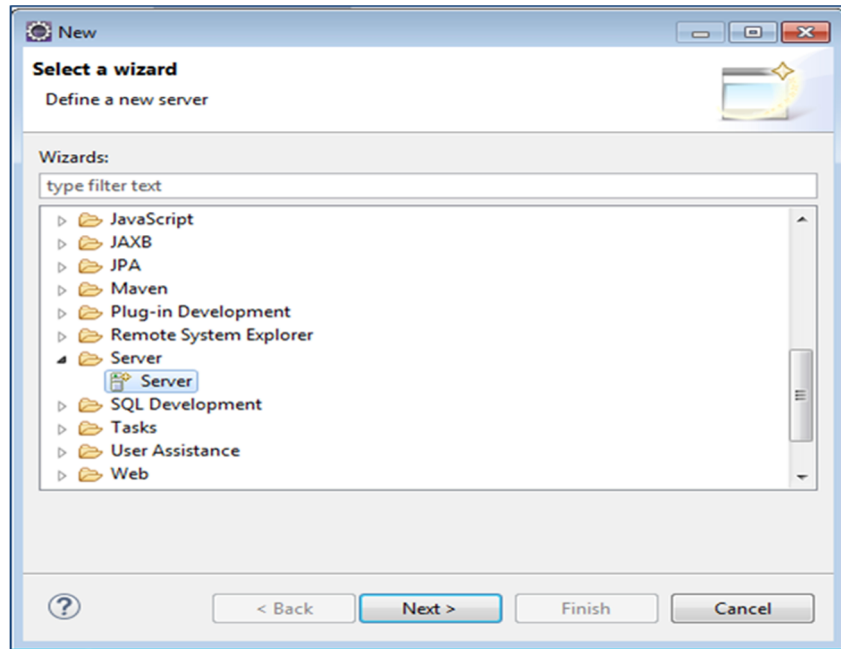 New
Select a wizard
Define a new server
Wizards:
type filter text
JavaScript
JAXB
JPA
Maven
Plug-in Development
Remote System Explorer
Server
Server
SQL Development
Tasks
User Assistance
Web
?
< Back
Next >
Finish
Cancel